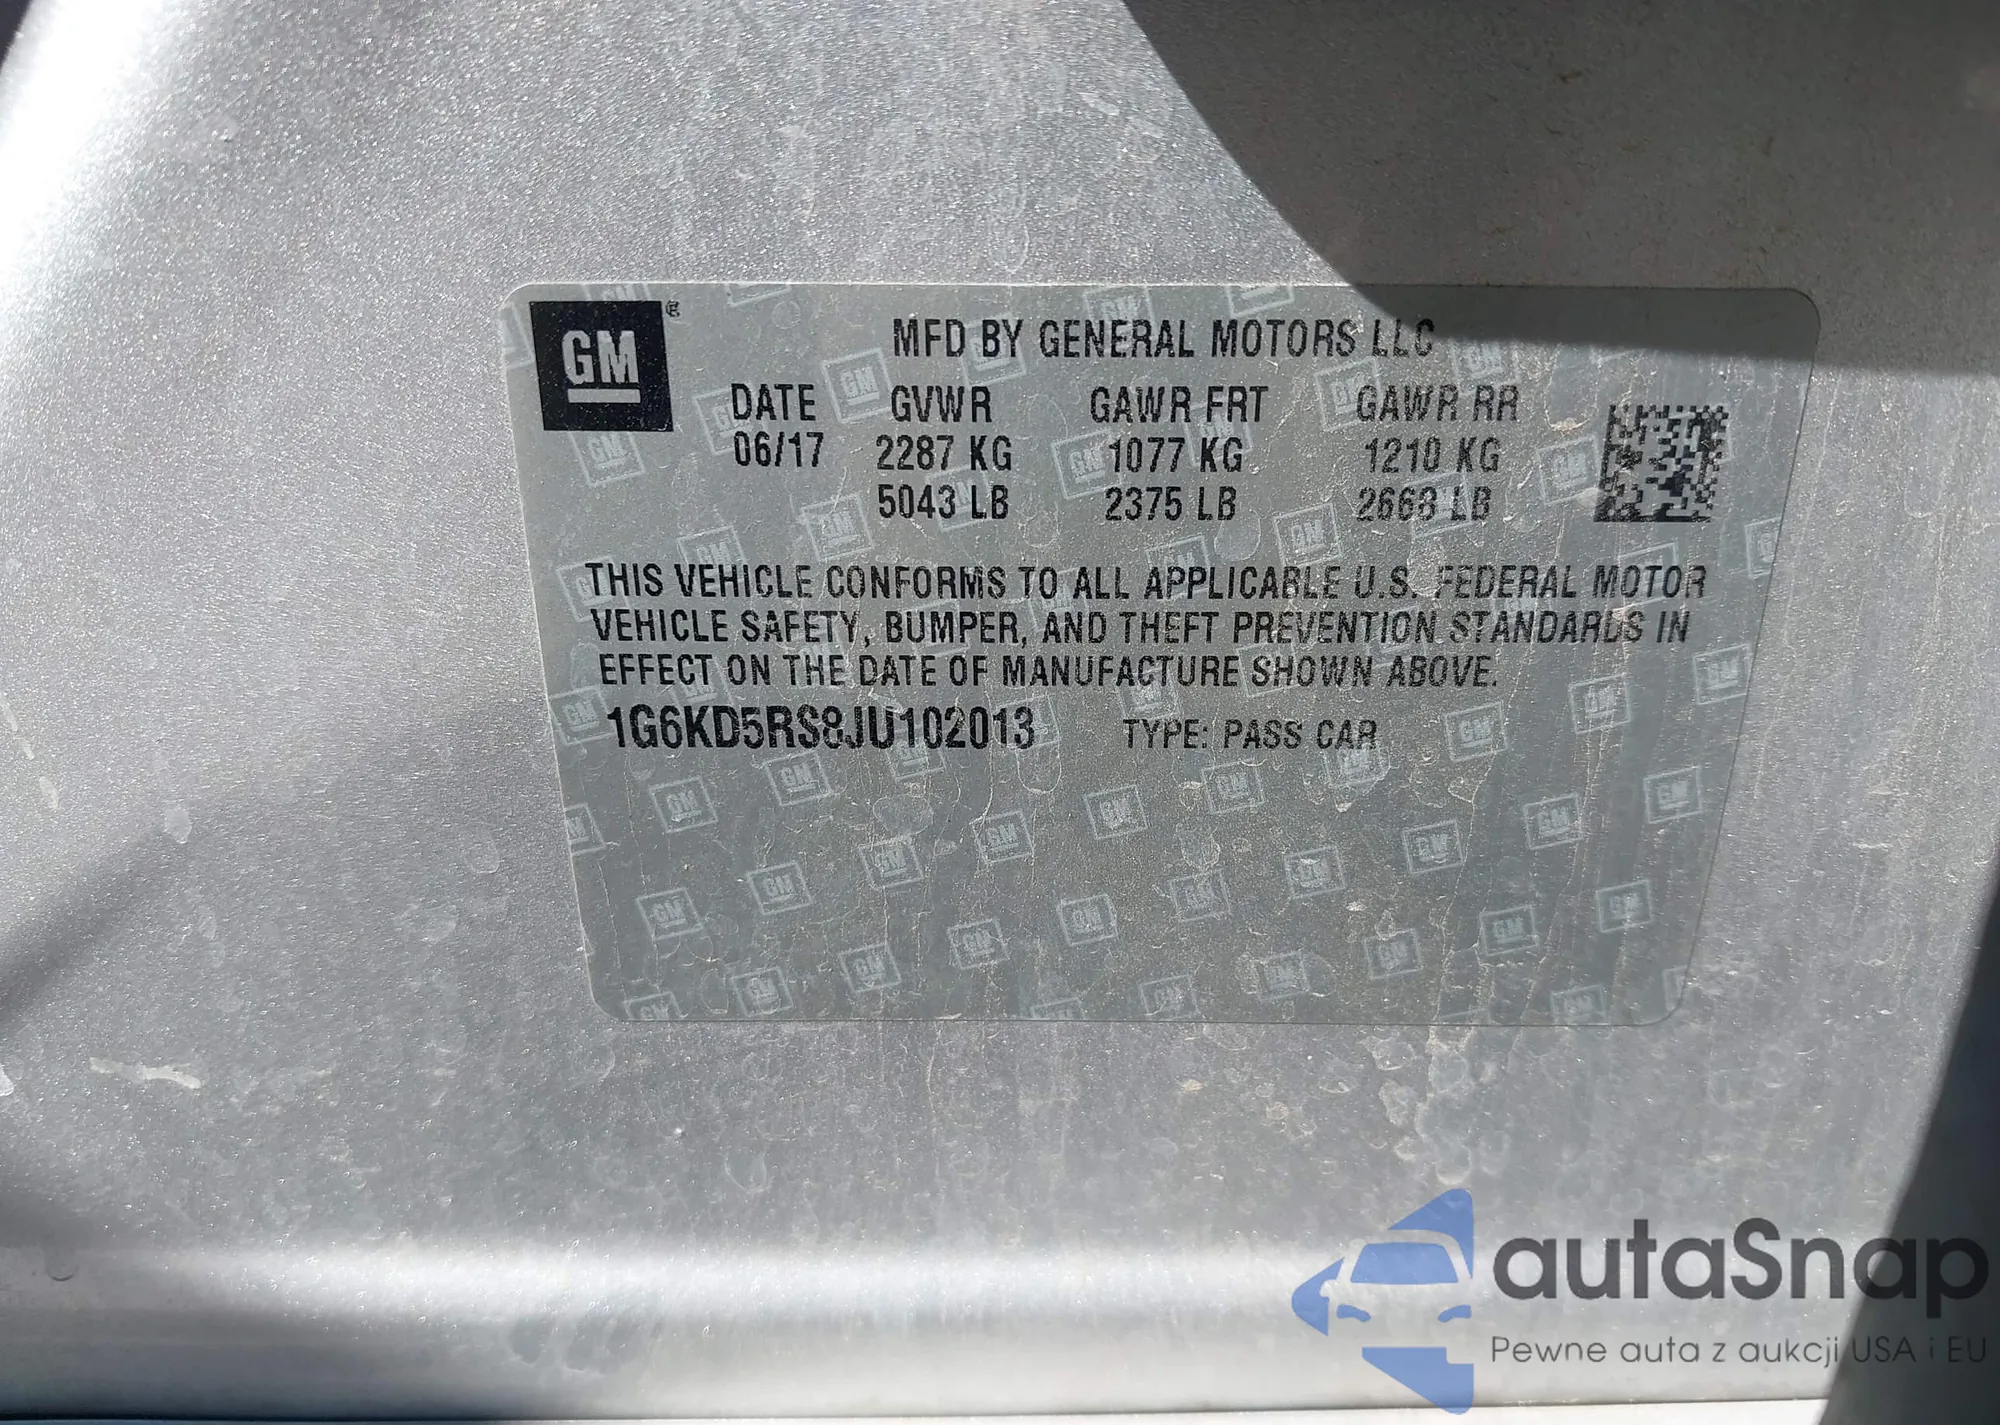 GM ®
MFD BY GENERAL MOTORS LLC
DATE GVWR GAWR FRT GAWR RR
06/17 2287 KG 1077 KG 1210 KG
5043 LB 2375 LB 2668 LB
THIS VEHICLE CONFORMS TO ALL APPLICABLE U.S. FEDERAL MOTOR
VEHICLE SAFETY, BUMPER, AND THEFT PREVENTION STANDARDS IN
EFFECT ON THE DATE OF MANUFACTURE SHOWN ABOVE.
1G6KD5RS8JU102013 TYPE: PASS CAR
autaSnap
Pewne auta z aukcji USA i EU